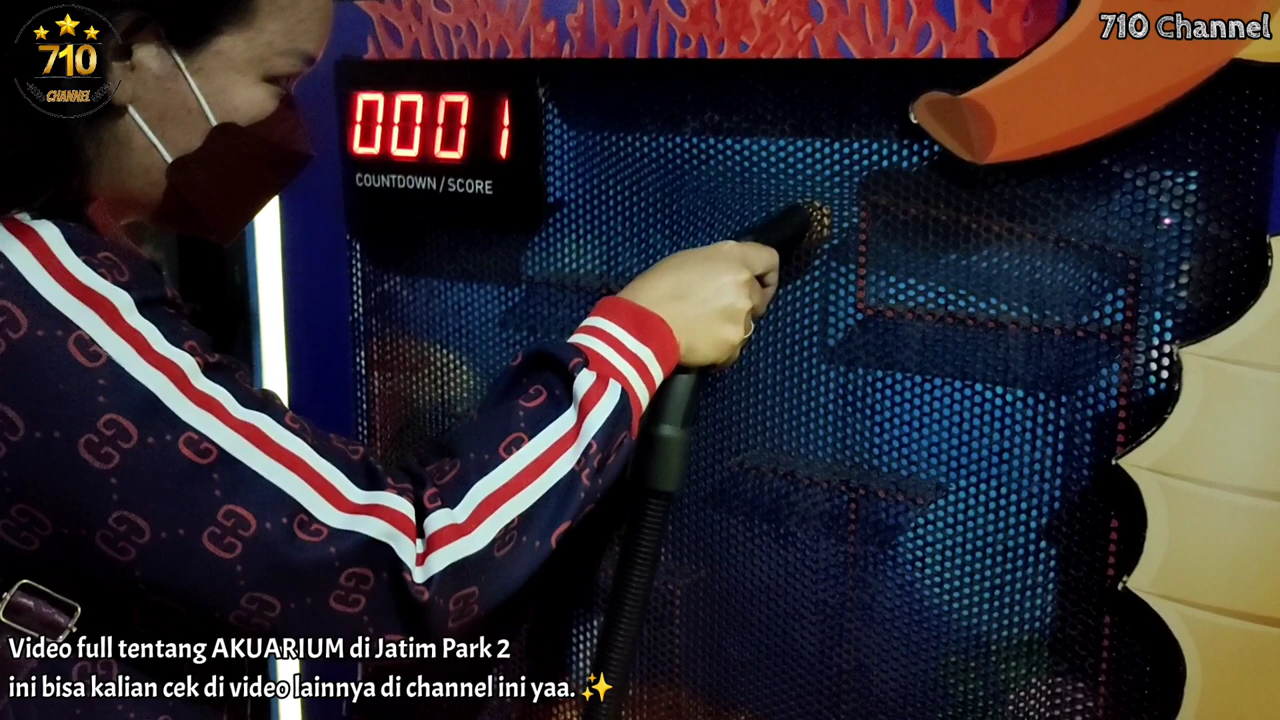 710
CHANNEL
710 Channel
0001
COUNTDOWN / SCORE
Video full tentang AKUARIUM di Jatim Park 2
ini bisa kalian cek di video lainnya di channel ini yaa. ✨